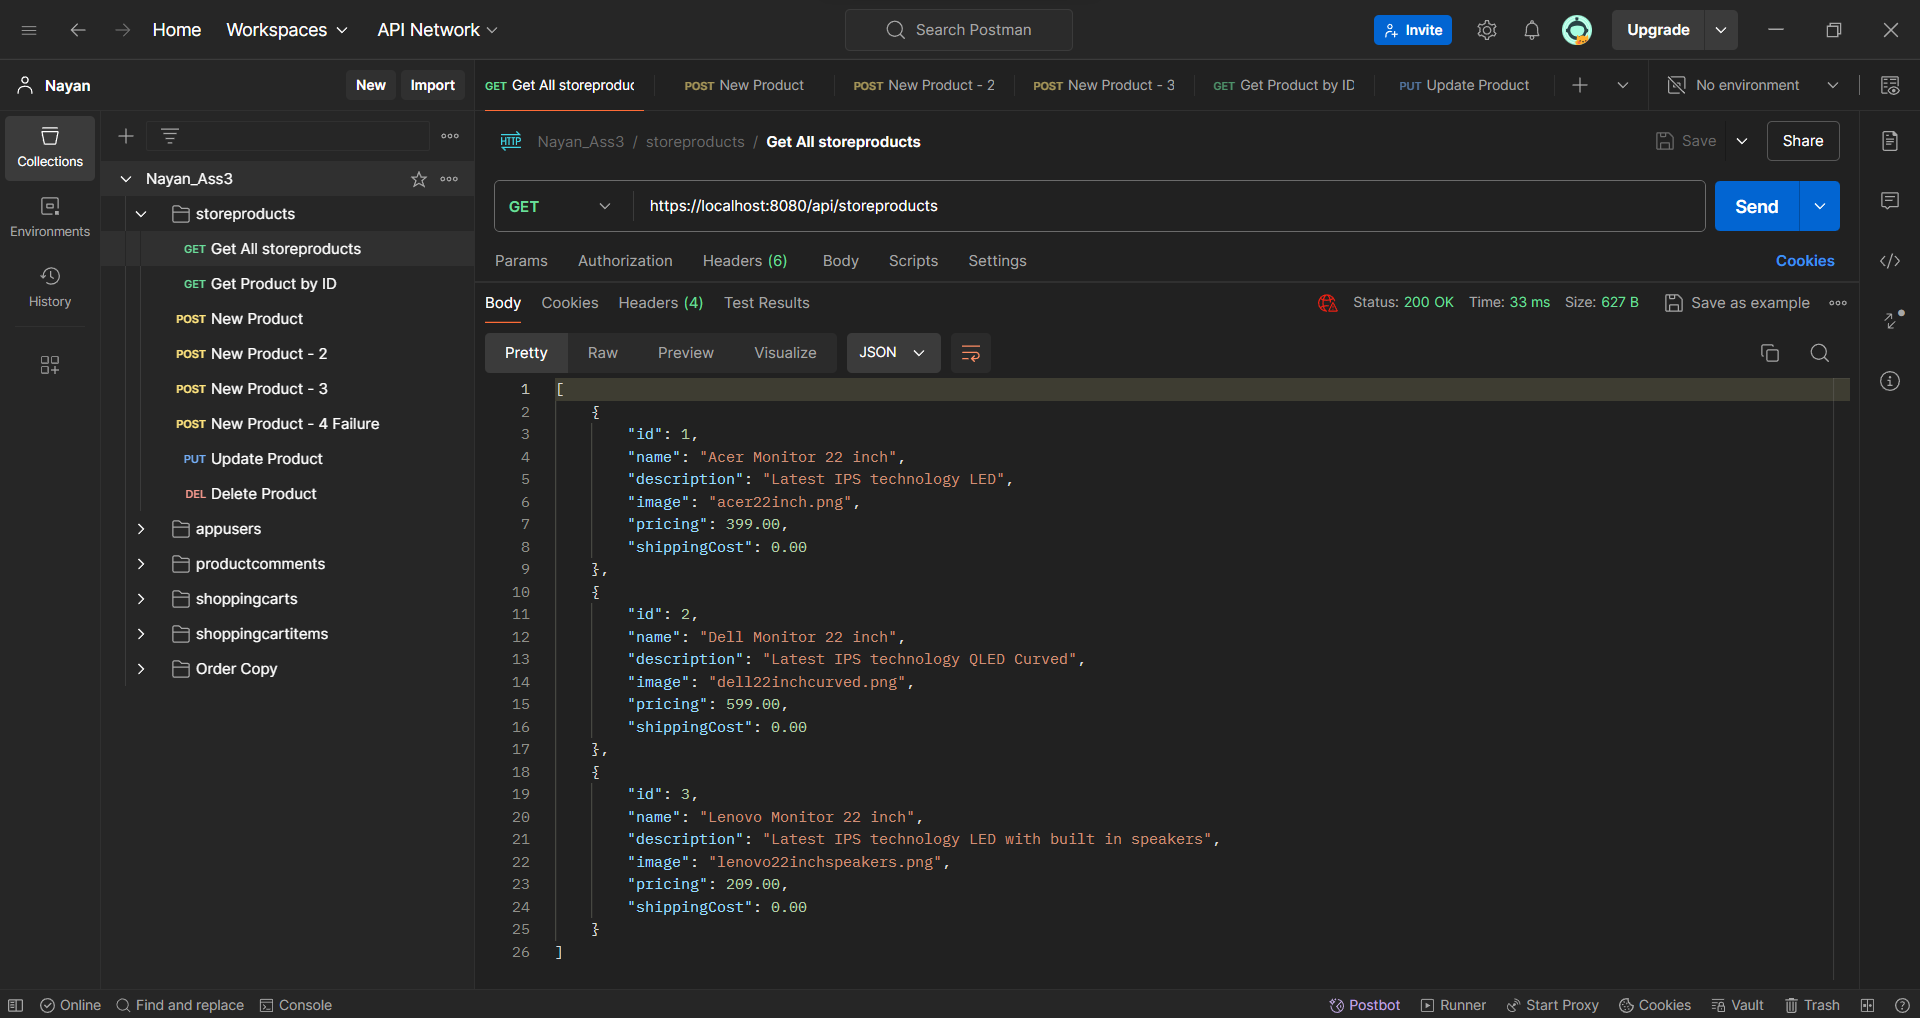 Home Workspaces API Network Search Postman Invite Upgrade
Nayan New Import
GET Get All storeproduc POST New Product POST New Product - 2 POST New Product - 3 GET Get Product by ID PUT Update Product No environment
Collections
Environments
History
Nayan_Ass3
storeproducts
GET Get All storeproducts
GET Get Product by ID
POST New Product
POST New Product - 2
POST New Product - 3
POST New Product - 4 Failure
PUT Update Product
DEL Delete Product
appusers
productcomments
shoppingcarts
shoppingcartitems
Order Copy
HTTP Nayan_Ass3 / storeproducts / Get All storeproducts Save Share
GET https://localhost:8080/api/storeproducts Send
Params Authorization Headers (6) Body Scripts Settings Cookies
Body Cookies Headers (4) Test Results Status: 200 OK Time: 33 ms Size: 627 B Save as example
Pretty Raw Preview Visualize JSON
1 [
2 {
3 "id": 1,
4 "name": "Acer Monitor 22 inch",
5 "description": "Latest IPS technology LED",
6 "image": "acer22inch.png",
7 "pricing": 399.00,
8 "shippingCost": 0.00
9 },
10 {
11 "id": 2,
12 "name": "Dell Monitor 22 inch",
13 "description": "Latest IPS technology QLED Curved",
14 "image": "dell22inchcurved.png",
15 "pricing": 599.00,
16 "shippingCost": 0.00
17 },
18 {
19 "id": 3,
20 "name": "Lenovo Monitor 22 inch",
21 "description": "Latest IPS technology LED with built in speakers",
22 "image": "lenovo22inchspeakers.png",
23 "pricing": 209.00,
24 "shippingCost": 0.00
25 }
26 ]
Online Find and replace Console Postbot Runner Start Proxy Cookies Vault Trash